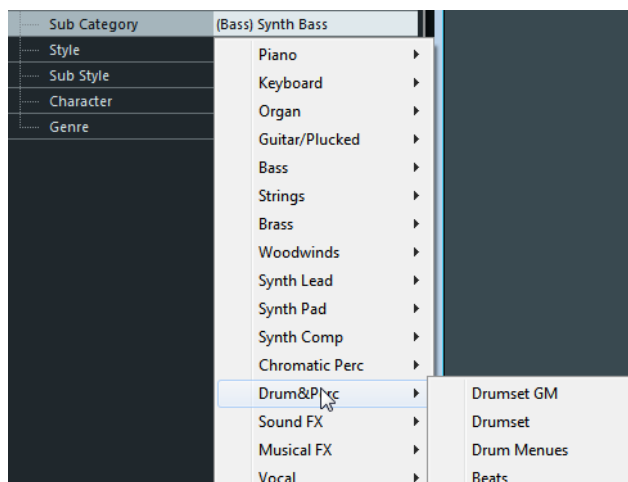 Sub Category
(Bass) Synth Bass
Style
Sub Style
Character
Genre
Piano
Keyboard
Organ
Guitar/Plucked
Bass
Strings
Brass
Woodwinds
Synth Lead
Synth Pad
Synth Comp
Chromatic Perc
Drum&Perc
Sound FX
Musical FX
Vocal
Drumset GM
Drumset
Drum Menues
Beats